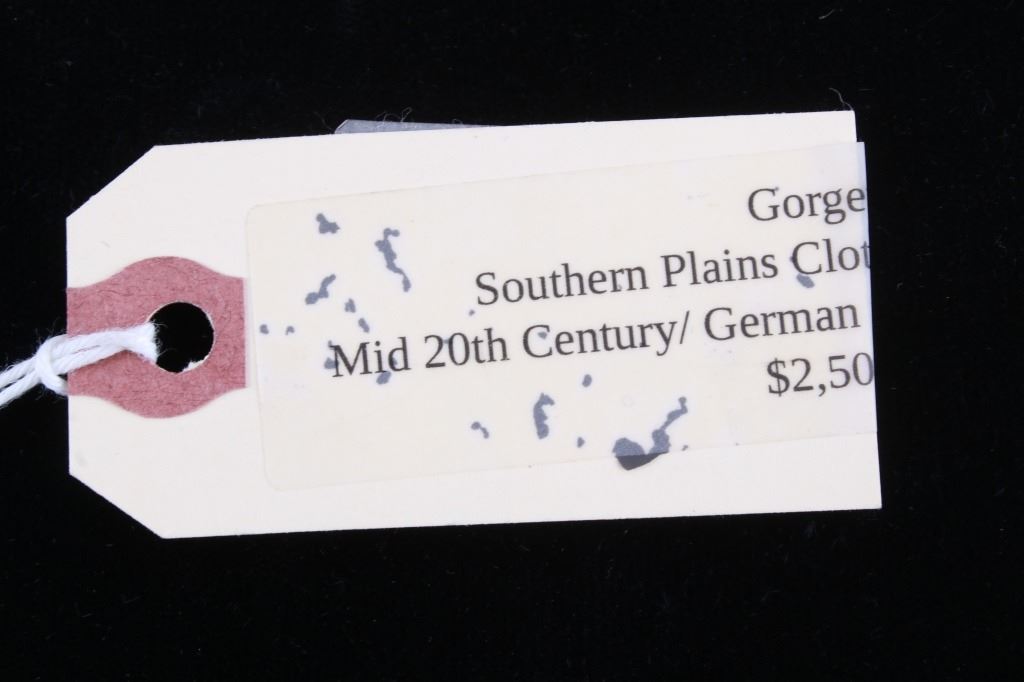 Gorge
Southern Plains Clot
Mid 20th Century/ German
$2,50